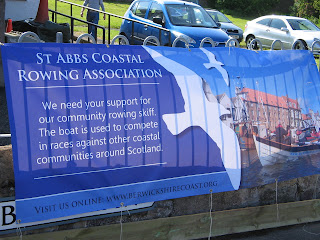 St Abbs Coastal
Rowing Association
We need your support for
our community rowing skiff.
The boat is used to compete
in races against other coastal
communities around Scotland.
Visit us online: www.berwickshirecoast.org
B